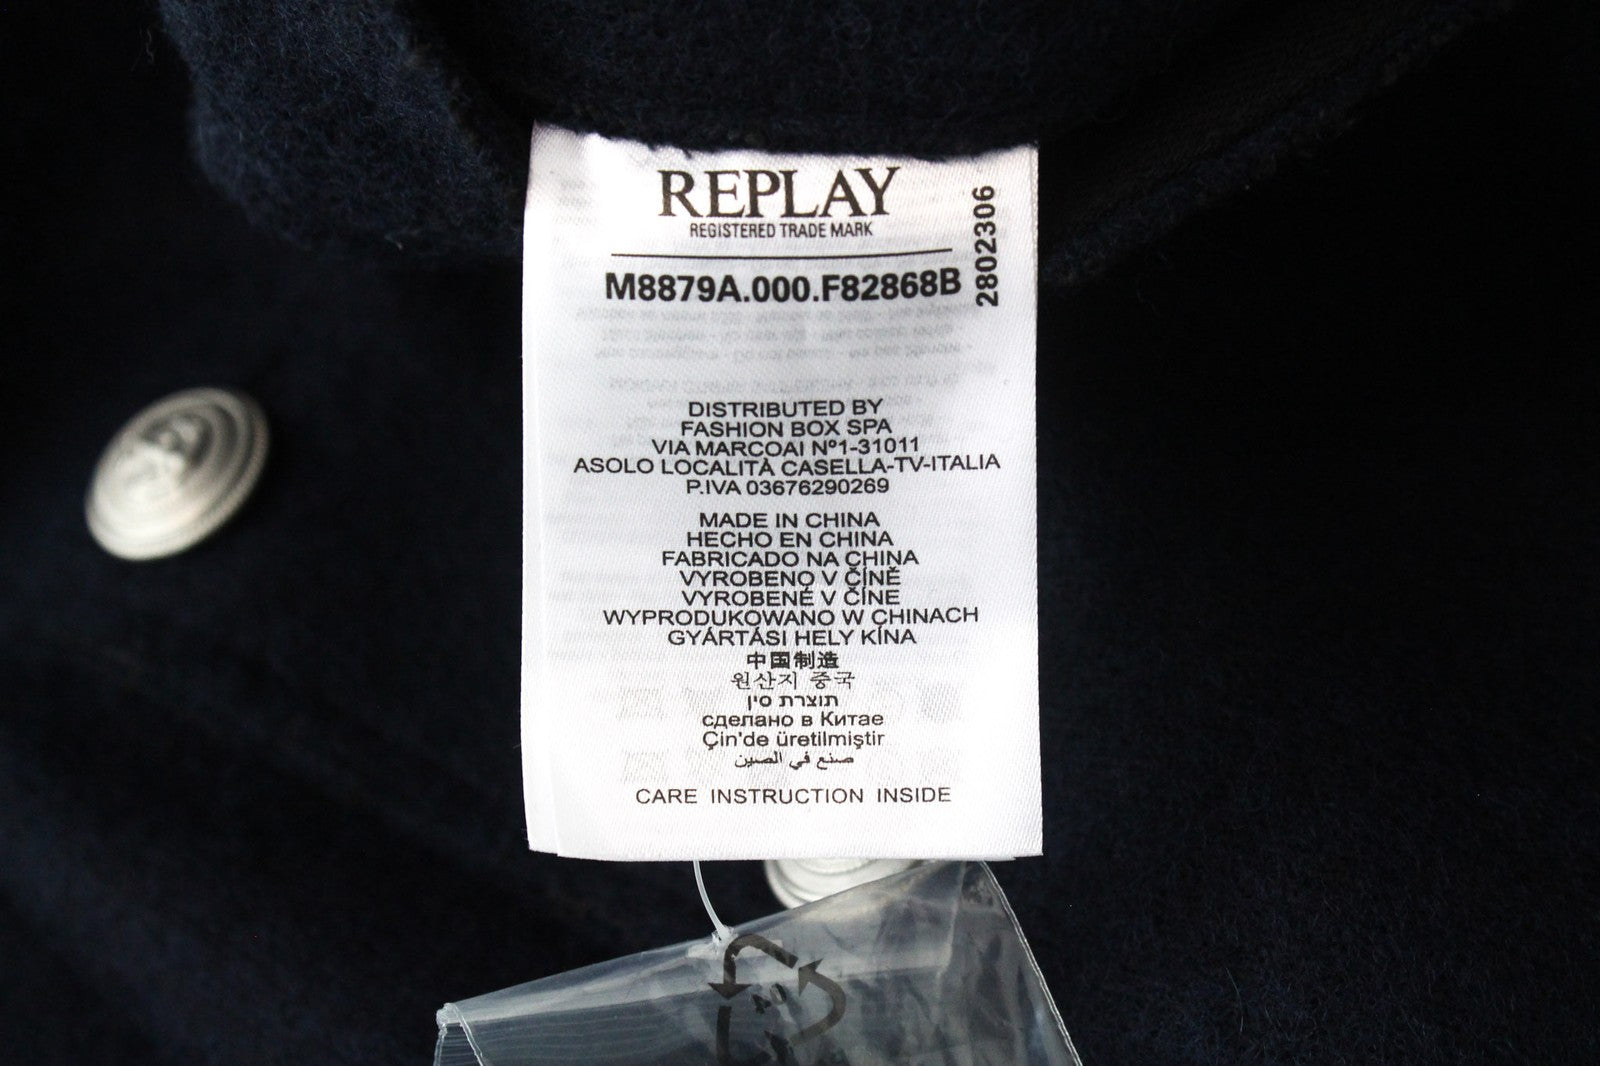 REPLAY
REGISTERED TRADE MARK
2802306
M8879A.000.F82868B
DISTRIBUTED BY
FASHION BOX SPA
VIA MARCOAI Nº1-31011
ASOLO LOCALITÀ CASELLA-TV-ITALIA
P.IVA 03676290269
MADE IN CHINA
HECHO EN CHINA
FABRICADO NA CHINA
VYROBENO V ČÍNĚ
VYROBENÉ V ČÍNE
WYPRODUKOWANO W CHINACH
GYÁRTÁSI HELY KÍNA
中国制造
원산지 중국
תוצרת סין
сделано в Китае
Çin'de üretilmiştir
صنع في الصين
CARE INSTRUCTION INSIDE
04